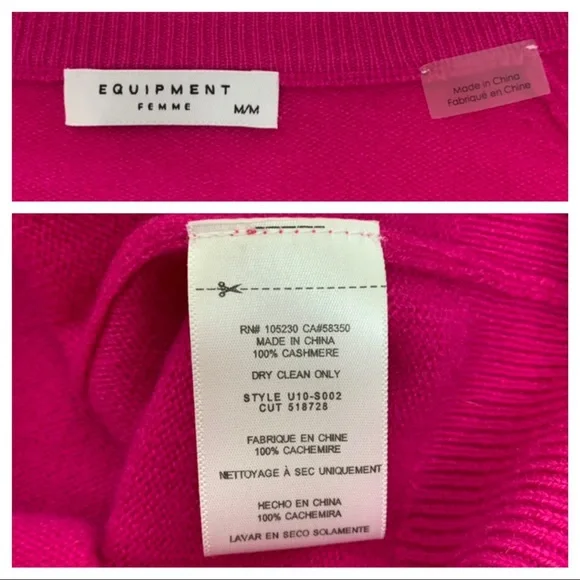 EQUIPMENT
FEMME
M/M
Made in China
Fabriqué en Chine
RN# 105230 CA#58350
MADE IN CHINA
100% CASHMERE
DRY CLEAN ONLY
STYLE U10-S002
CUT 518728
FABRIQUE EN CHINE
100% CACHEMIRE
NETTOYAGE À SEC UNIQUEMENT
HECHO EN CHINA
100% CACHEMIRA
LAVAR EN SECO SOLAMENTE